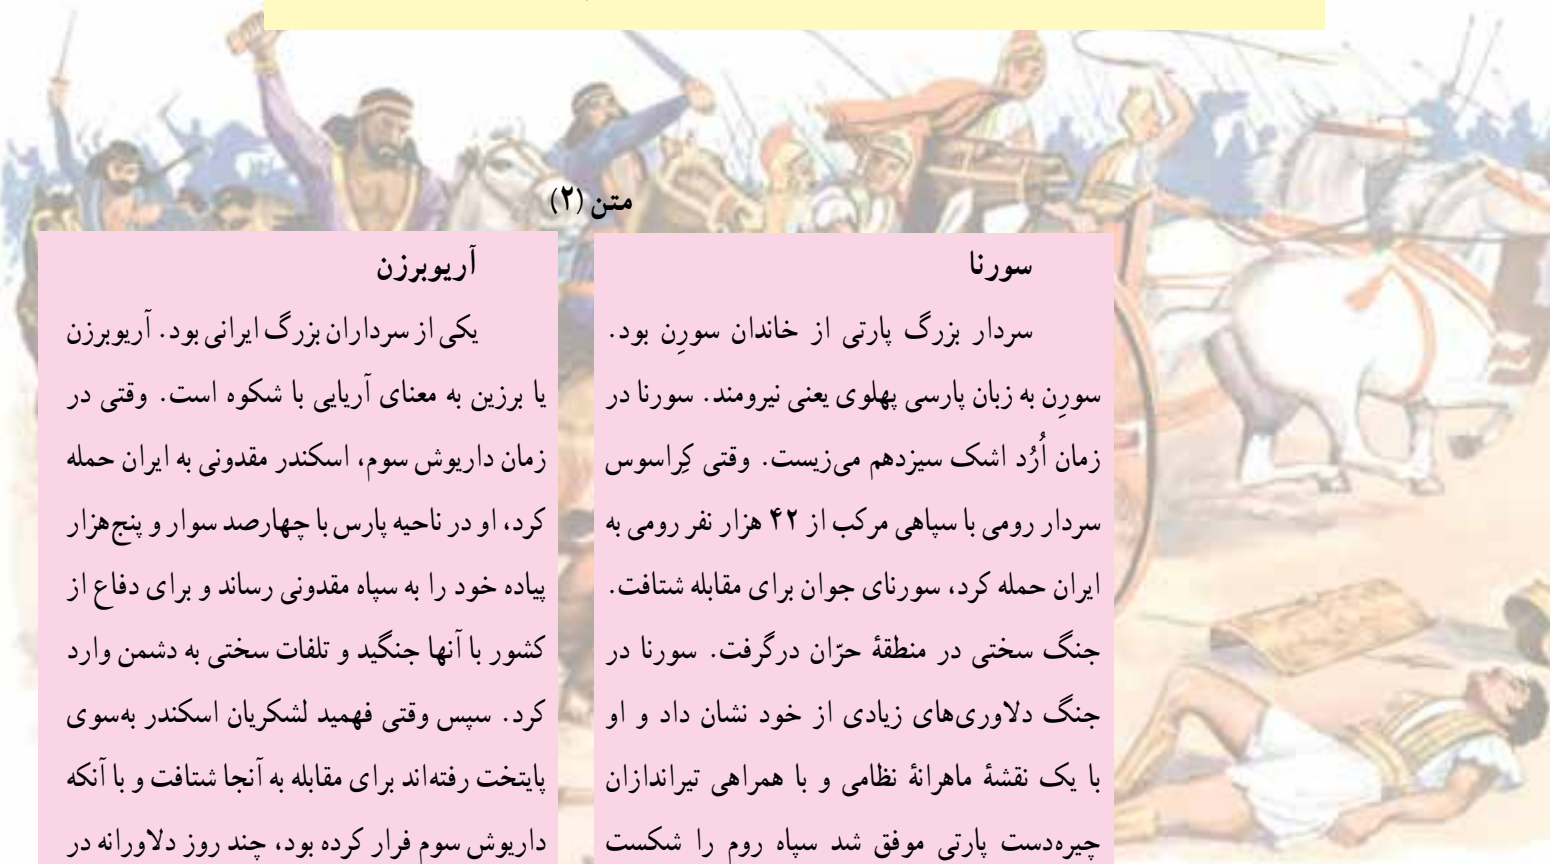 متن (۲)
سورنا
سردار بزرگ پارتی از خاندان سورِن بود.
سورِن به زبان پارسی پهلوی یعنی نیرومند. سورنا در
زمان اُرُد اشک سیزدهم می‌زیست. وقتی کِراسوس
سردار رومی با سپاهی مرکب از ۴۲ هزار نفر رومی به
ایران حمله کرد، سورنای جوان برای مقابله شتافت.
جنگ سختی در منطقهٔ حرّان درگرفت. سورنا در
جنگ دلاوری‌های زیادی از خود نشان داد و او
با یک نقشهٔ ماهرانهٔ نظامی و با همراهی تیراندازان
چیره‌دست پارتی موفق شد سپاه روم را شکست
آریوبرزن
یکی از سرداران بزرگ ایرانی بود. آریوبرزن
یا برزین به معنای آریایی با شکوه است. وقتی در
زمان داریوش سوم، اسکندر مقدونی به ایران حمله
کرد، او در ناحیه پارس با چهارصد سوار و پنج‌هزار
پیاده خود را به سپاه مقدونی رساند و برای دفاع از
کشور با آنها جنگید و تلفات سختی به دشمن وارد
کرد. سپس وقتی فهمید لشکریان اسکندر به‌سوی
پایتخت رفته‌اند برای مقابله به آنجا شتافت و با آنکه
داریوش سوم فرار کرده بود، چند روز دلاورانه در